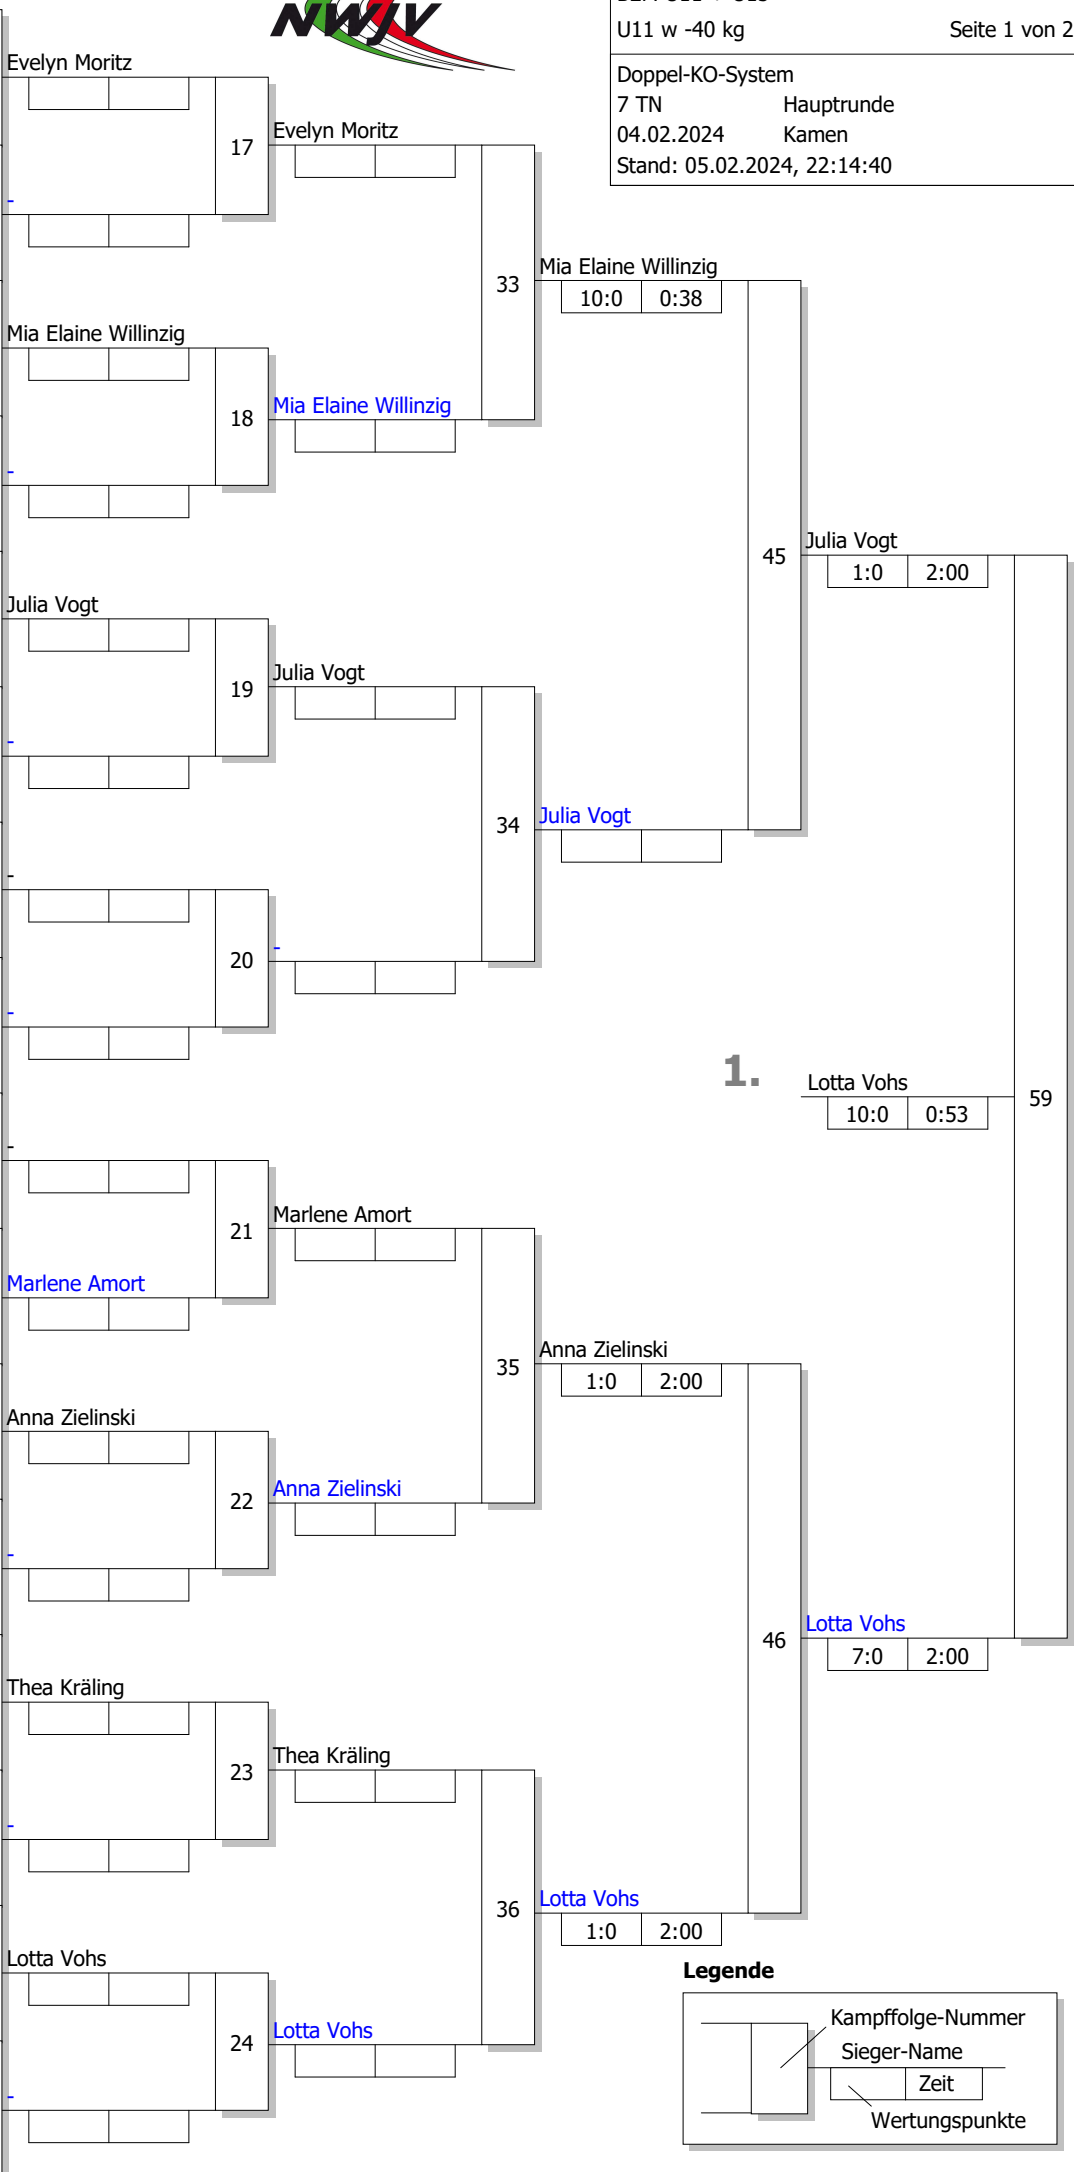 NWJV
U11 w -40 kg Seite 1 von 2
Doppel-KO-System
7 TN Hauptrunde
04.02.2024 Kamen
Stand: 05.02.2024, 22:14:40
Evelyn Moritz
17
-
Evelyn Moritz
33
Mia Elaine Willinzig
10:0 0:38
Mia Elaine Willinzig
18
-
Mia Elaine Willinzig
45
Julia Vogt
1:0 2:00
Julia Vogt
19
-
Julia Vogt
34
Julia Vogt
-
20
-
-
1.
Lotta Vohs
10:0 0:53
59
-
21
Marlene Amort
Marlene Amort
35
Anna Zielinski
1:0 2:00
Anna Zielinski
22
-
Anna Zielinski
46
Lotta Vohs
7:0 2:00
Thea Kräling
23
-
Thea Kräling
36
Lotta Vohs
1:0 2:00
Lotta Vohs
24
-
Lotta Vohs
Legende
Kampffolge-Nummer
Sieger-Name
Zeit
Wertungspunkte